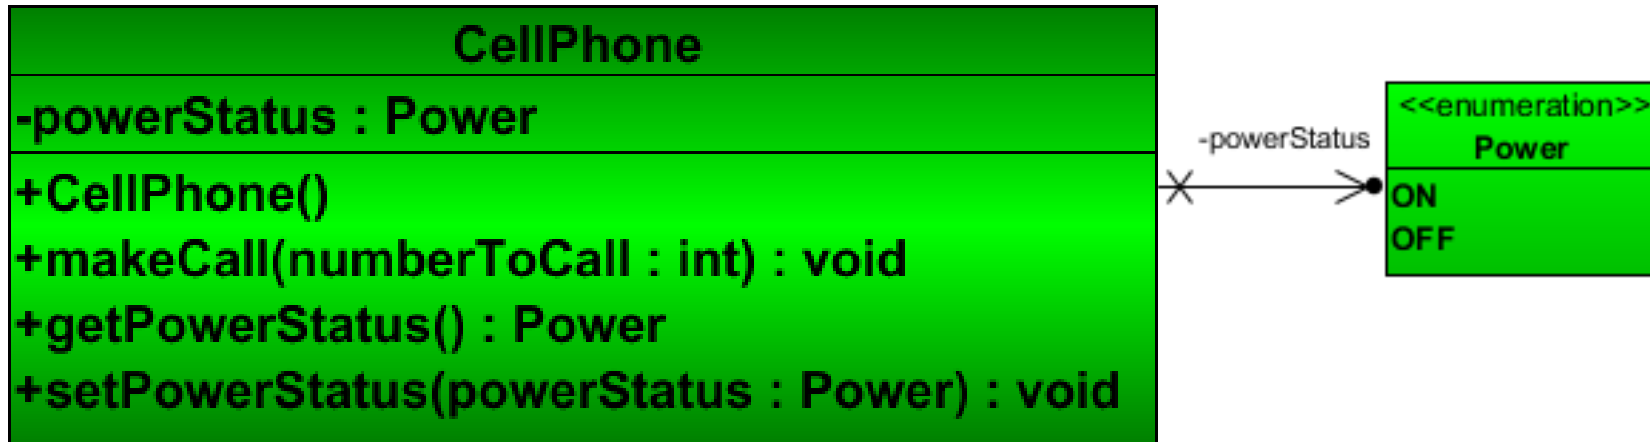 CellPhone
-powerStatus : Power
+CellPhone()
+makeCall(numberToCall : int) : void
+getPowerStatus() : Power
+setPowerStatus(powerStatus : Power) : void
-powerStatus
<<enumeration>>
Power
ON
OFF